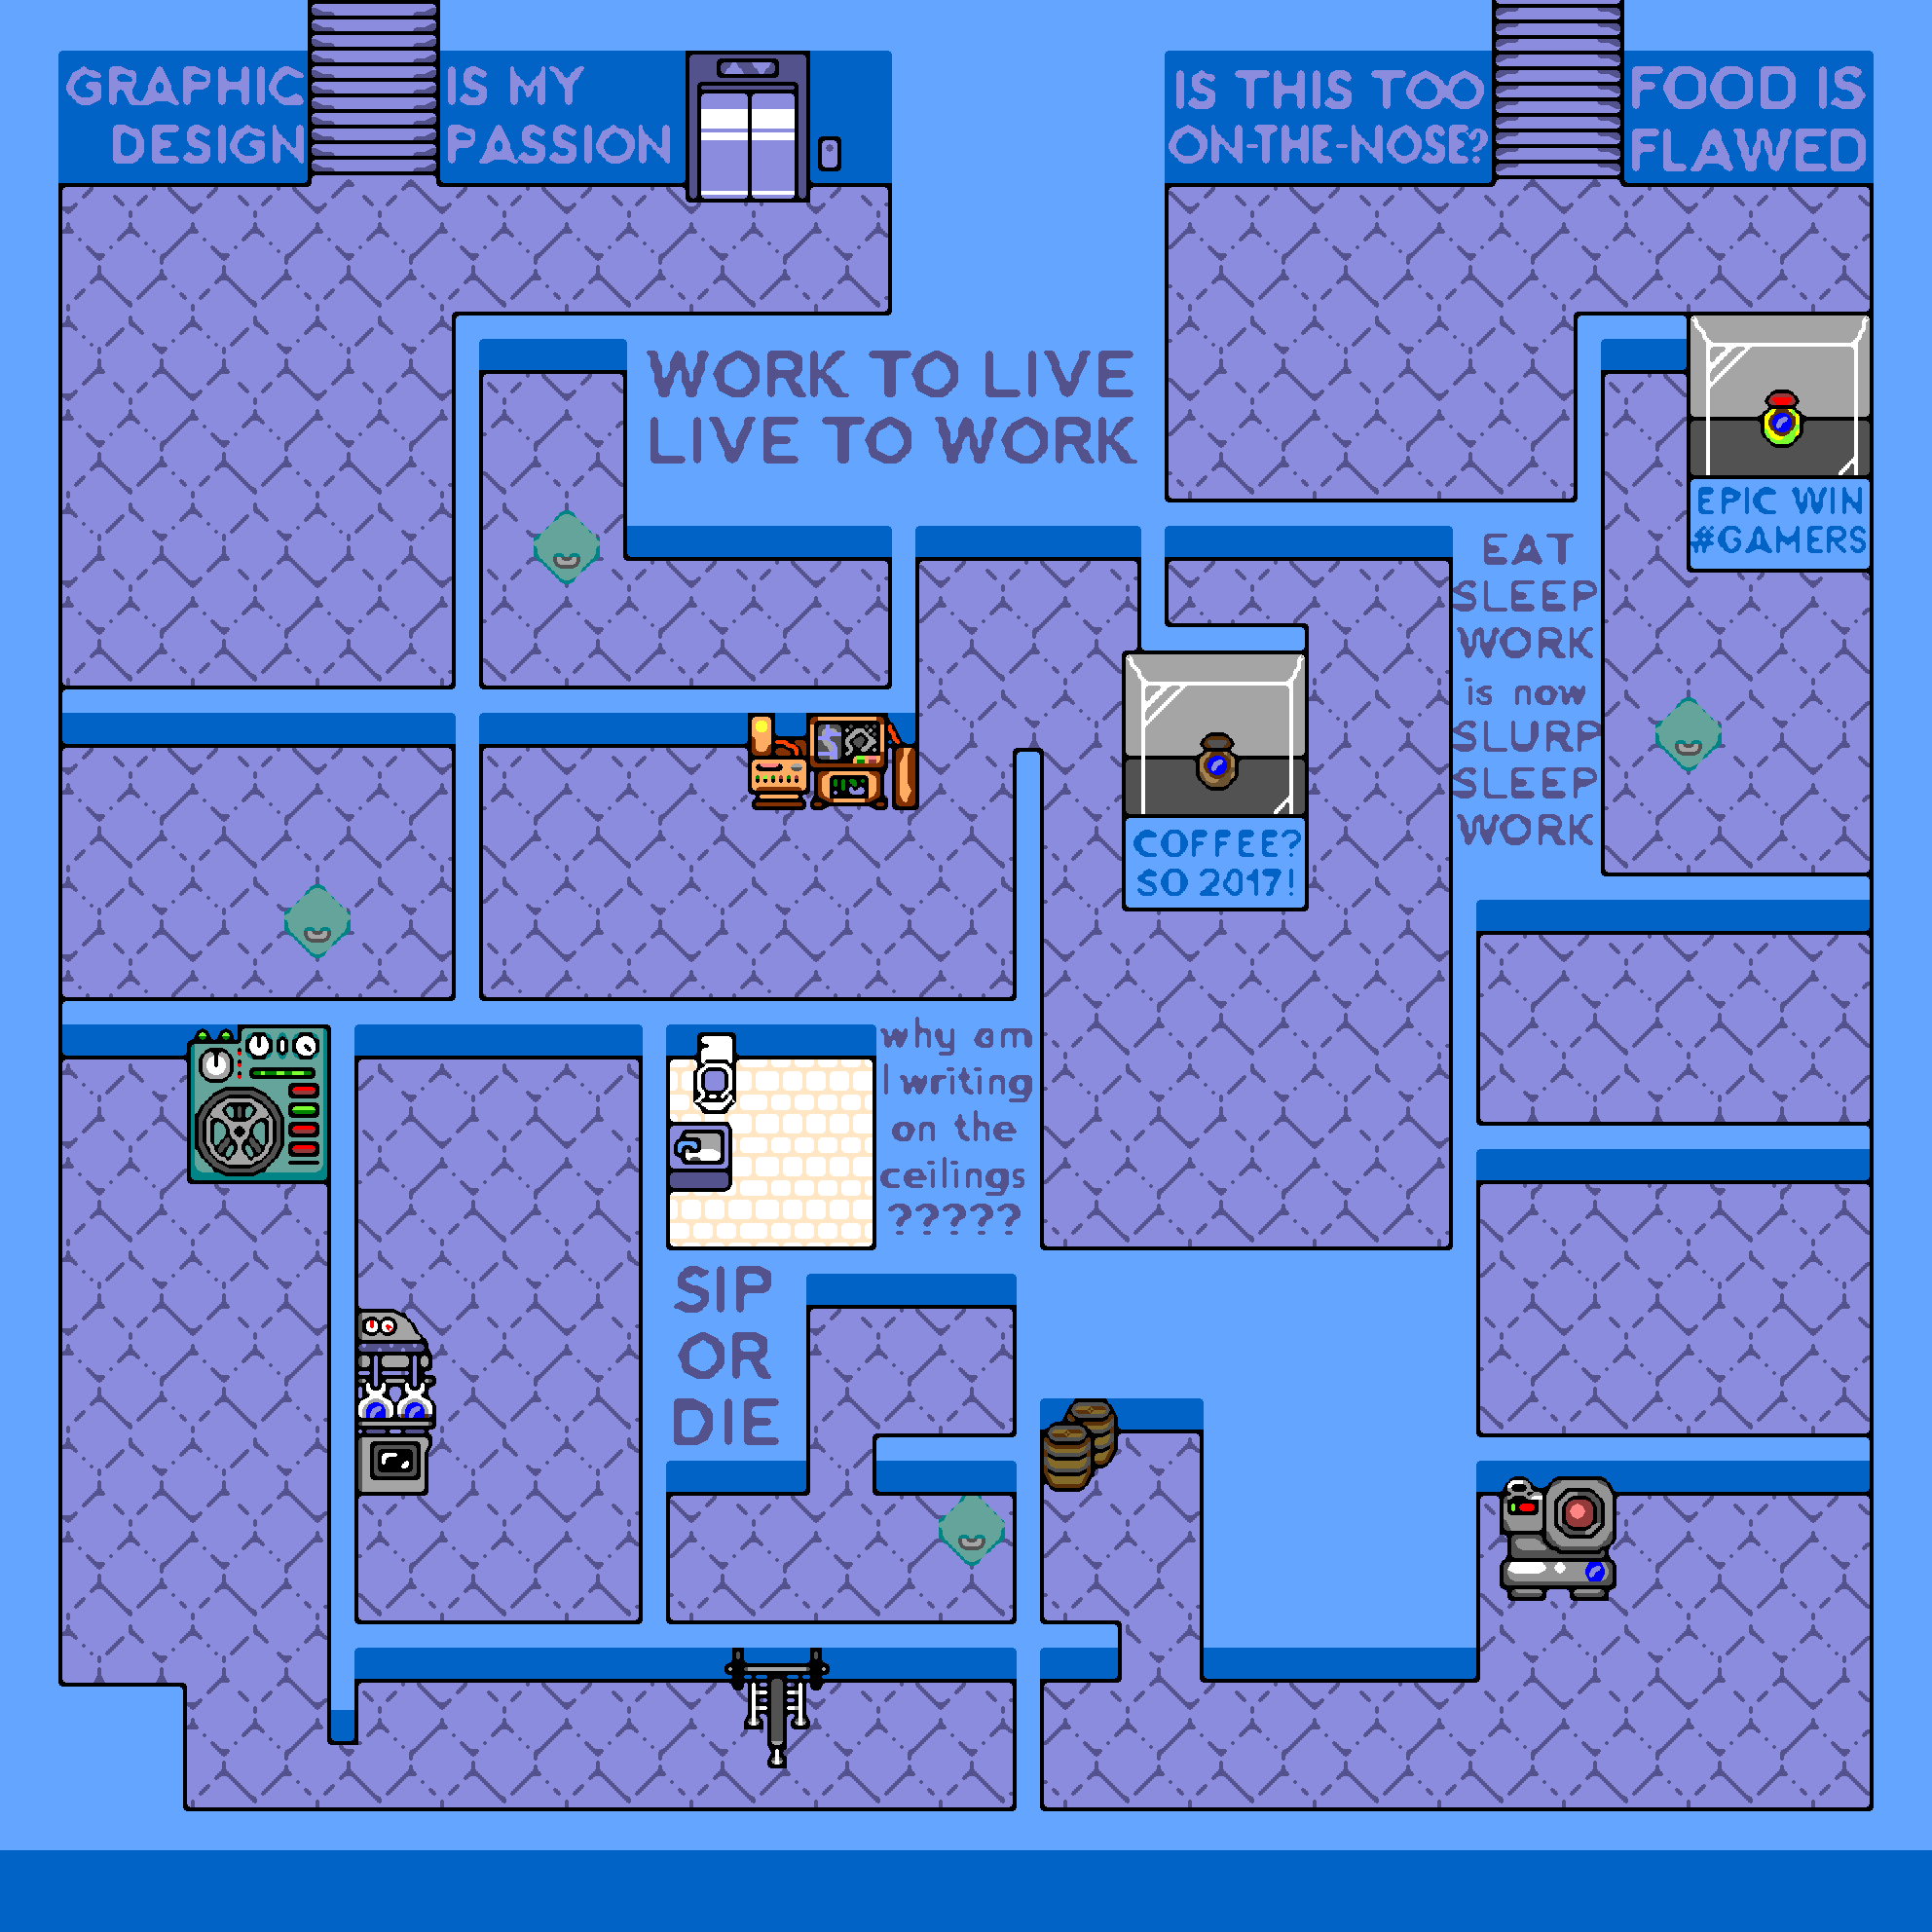 GRAPHIC
DESIGN
IS MY
PASSION
IS THIS TOO
ON-THE-NOSE?
FOOD IS
FLAWED
WORK TO LIVE
LIVE TO WORK
EPIC WIN
#GAMERS
EAT
SLEEP
WORK
is now
SLURP
SLEEP
WORK
COFFEE?
SO 2017!
why am
I writing
on the
ceilings
?????
SIP
OR
DIE